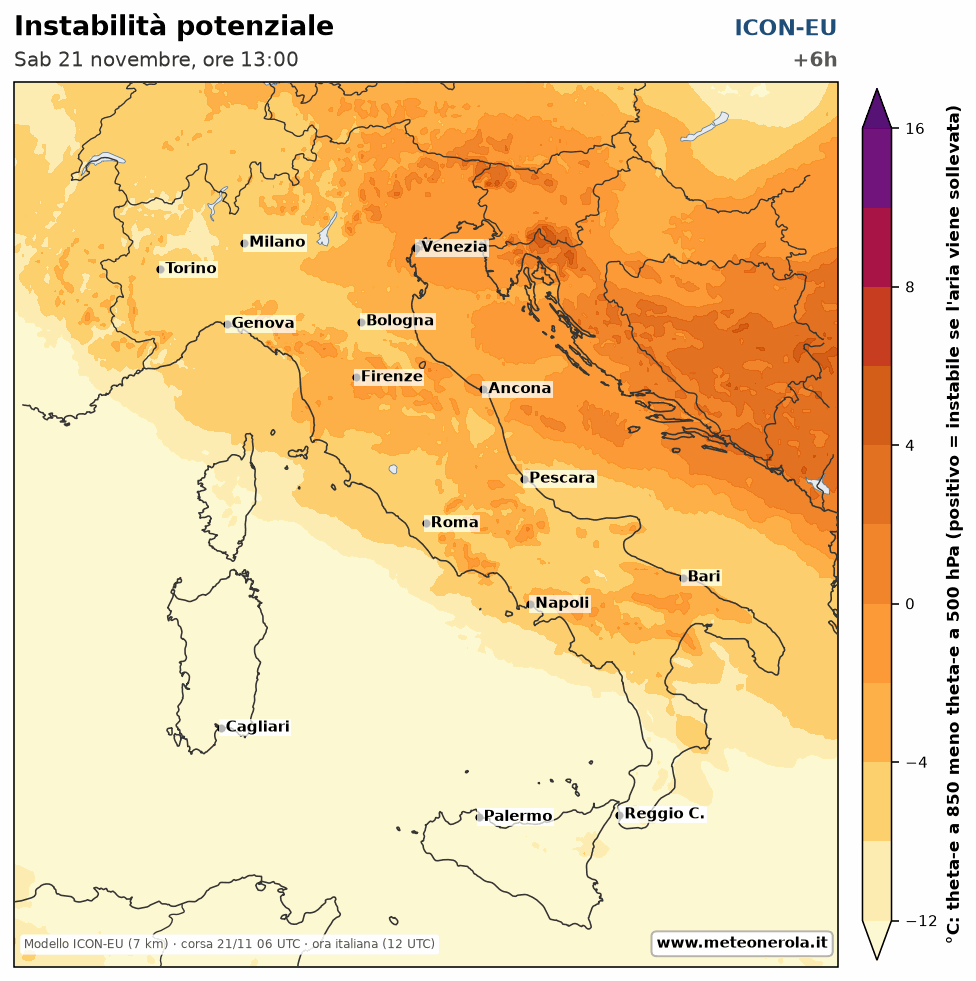 Instabilità potenziale
ICON-EU
Sab 21 novembre, ore 13:00
+6h
Milano
Venezia
Torino
Genova
Bologna
Firenze
Ancona
Pescara
Roma
Bari
Napoli
Cagliari
Palermo
Reggio C.
16
8
4
0
−4
−12
°C: theta-e a 850 meno theta-e a 500 hPa (positivo = instabile se l'aria viene sollevata)
Modello ICON-EU (7 km) · corsa 21/11 06 UTC · ora italiana (12 UTC)
www.meteonerola.it